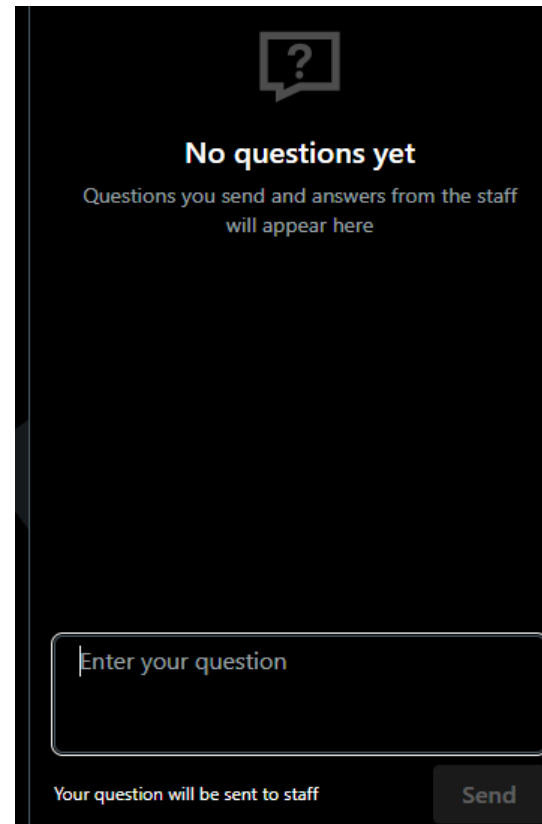 ?
No questions yet
Questions you send and answers from the staff
will appear here
Enter your question
Your question will be sent to staff
Send